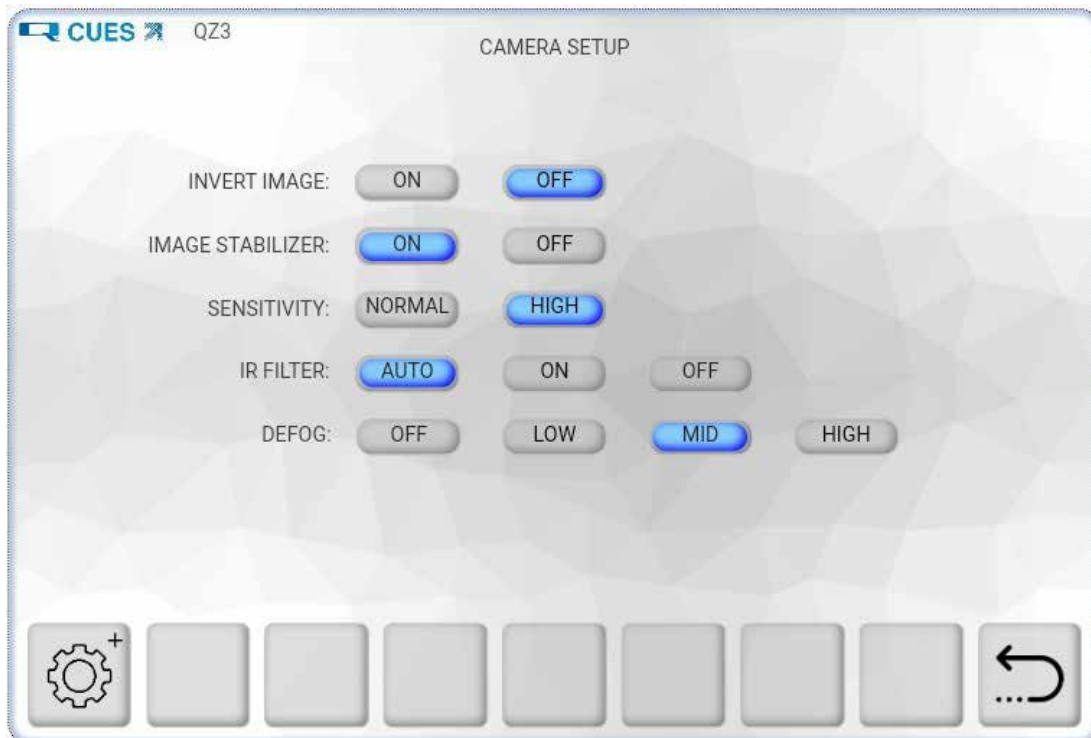 CUES QZ3
CAMERA SETUP
INVERT IMAGE: ON OFF
IMAGE STABILIZER: ON OFF
SENSITIVITY: NORMAL HIGH
IR FILTER: AUTO ON OFF
DEFOG: OFF LOW MID HIGH
+